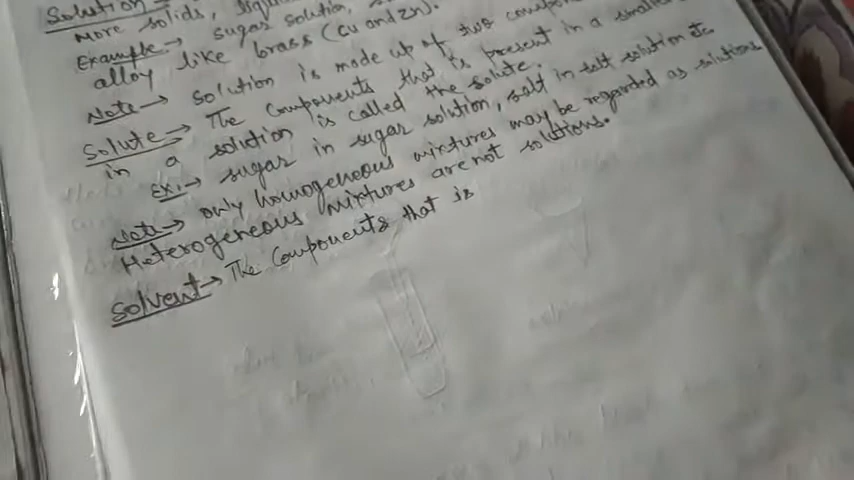 Solution =
More solids,
Example → sugar solution,
alloy like brass (Cu and Zn).
Note → Solution is made up of two
Solute → The Components that is present in a
in a solution is called the solute.
Ex. → sugar in sugar solution, salt in salt solution etc.
Note → only homogeneous mixtures may be regarded as solutions
Heterogeneous mixtures are not solutions.
Solvent → The Components that is